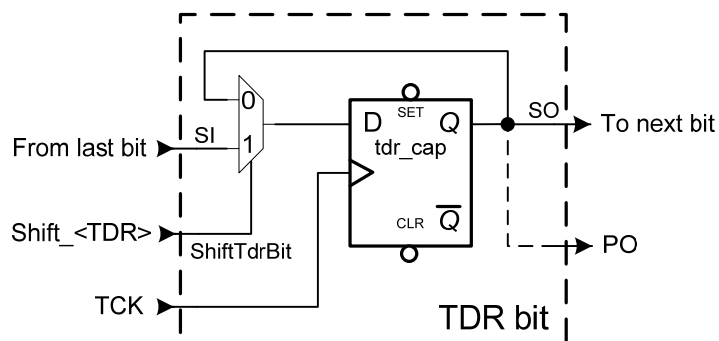 0
SI
1
From last bit
D
SET
Q
tdr_cap
CLR
Q
SO
To next bit
Shift_<TDR>
ShiftTdrBit
PO
TCK
TDR bit